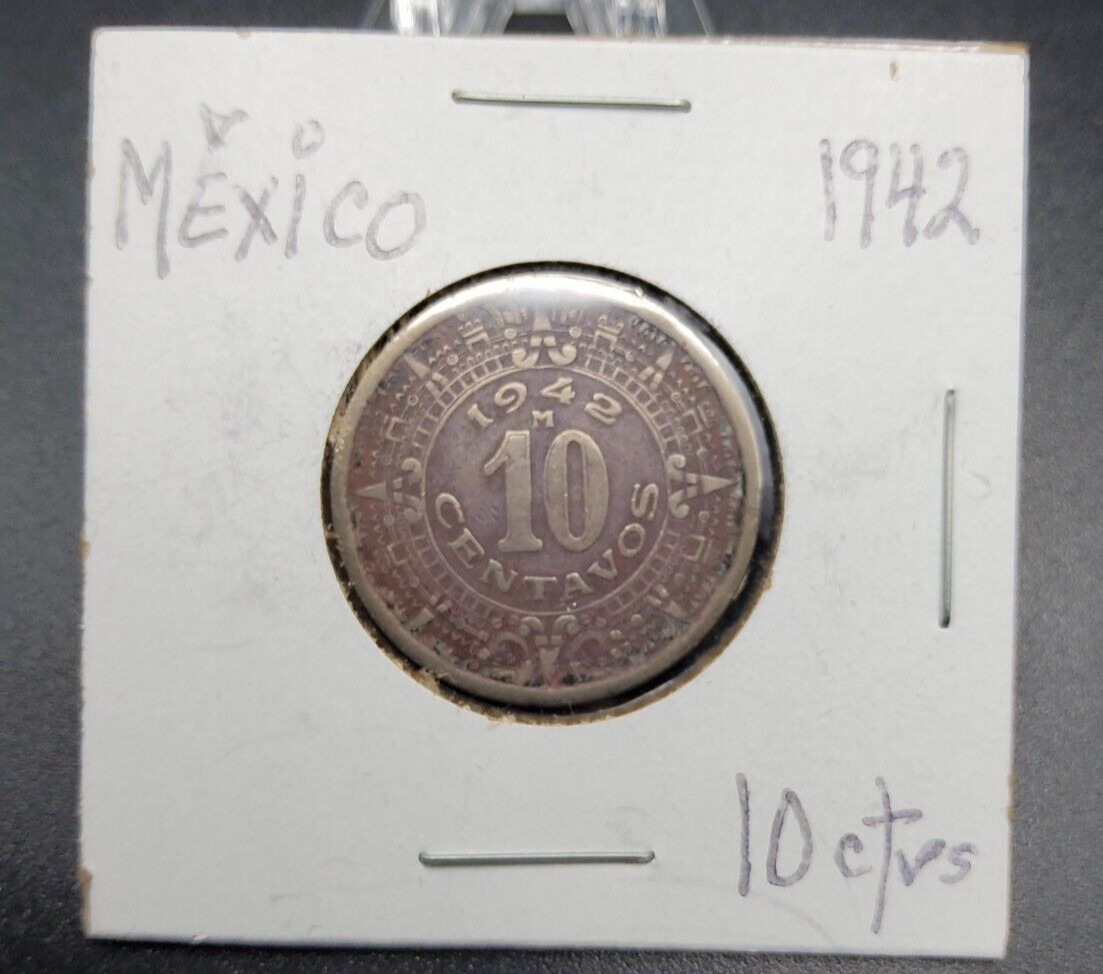 México
1942
1942
M
10
CENTAVOS
10 ctvs